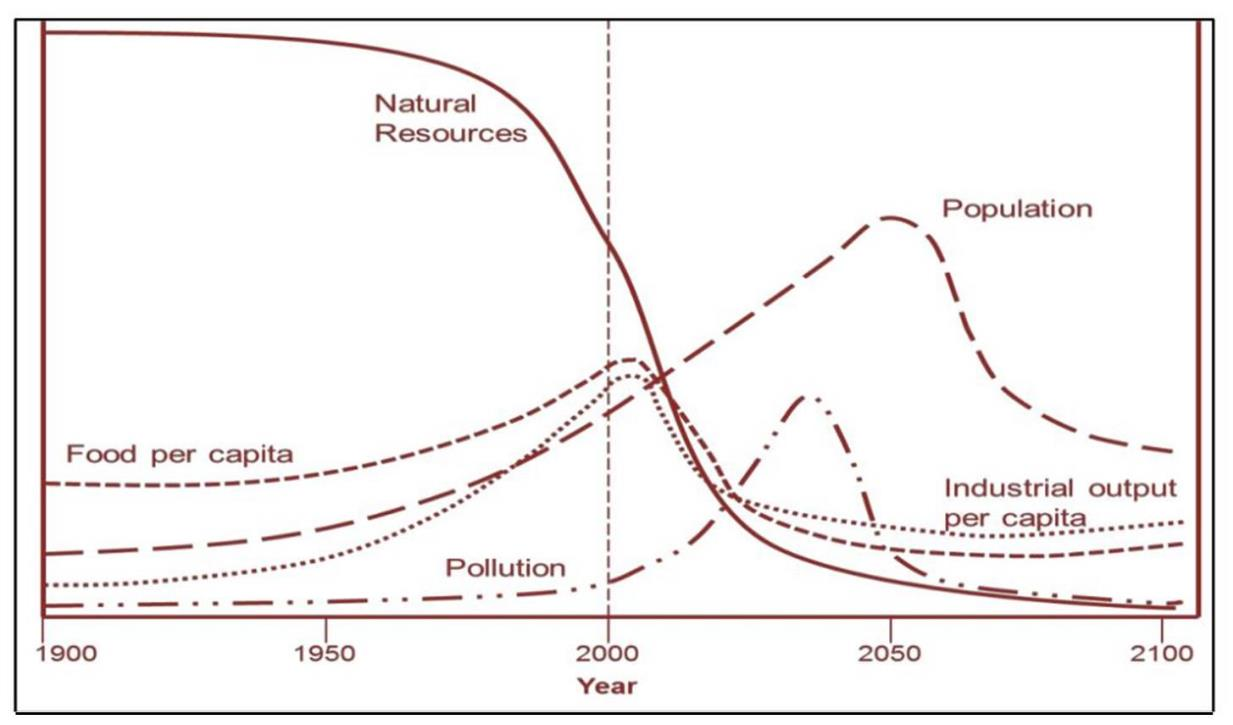 Natural
Resources
Population
Food per capita
Industrial output
per capita
Pollution
1900 1950 2000 2050 2100
Year